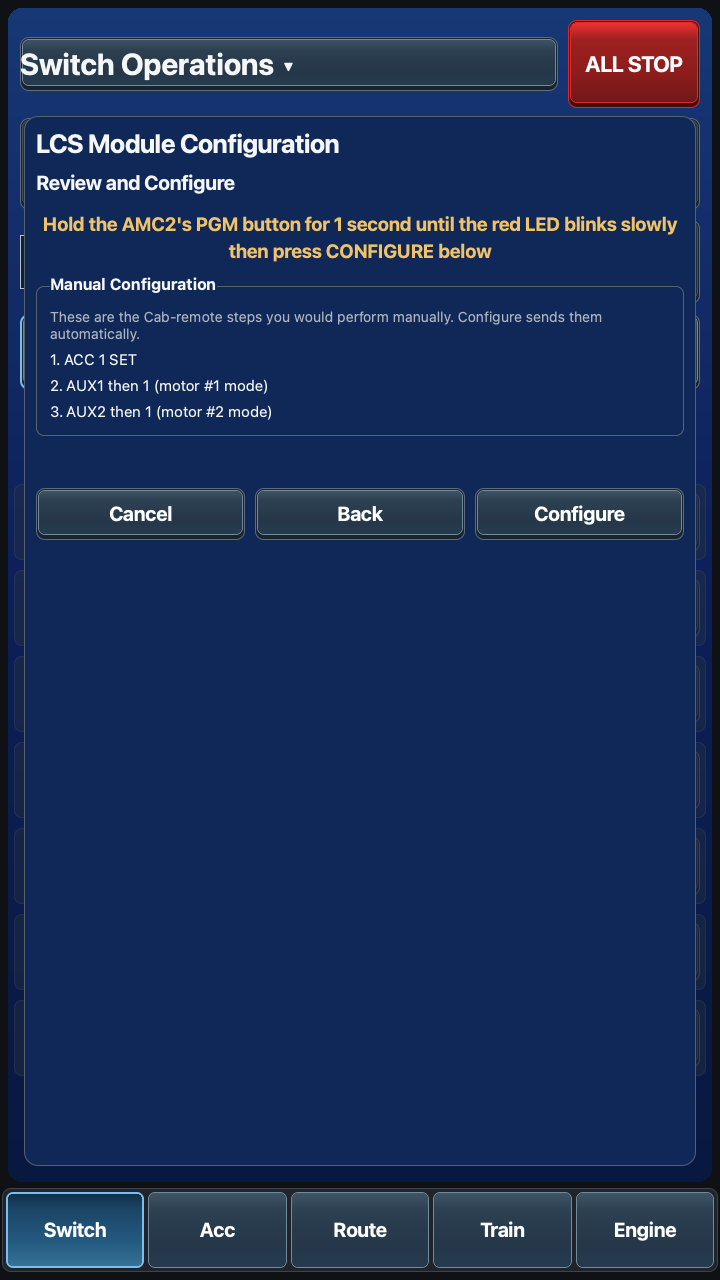 Switch Operations ▼
ALL STOP
LCS Module Configuration
Review and Configure
Hold the AMC2's PGM button for 1 second until the red LED blinks slowly
then press CONFIGURE below
Manual Configuration
These are the Cab-remote steps you would perform manually. Configure sends them
automatically.
1. ACC 1 SET
2. AUX1 then 1 (motor #1 mode)
3. AUX2 then 1 (motor #2 mode)
Cancel
Back
Configure
Switch
Acc
Route
Train
Engine